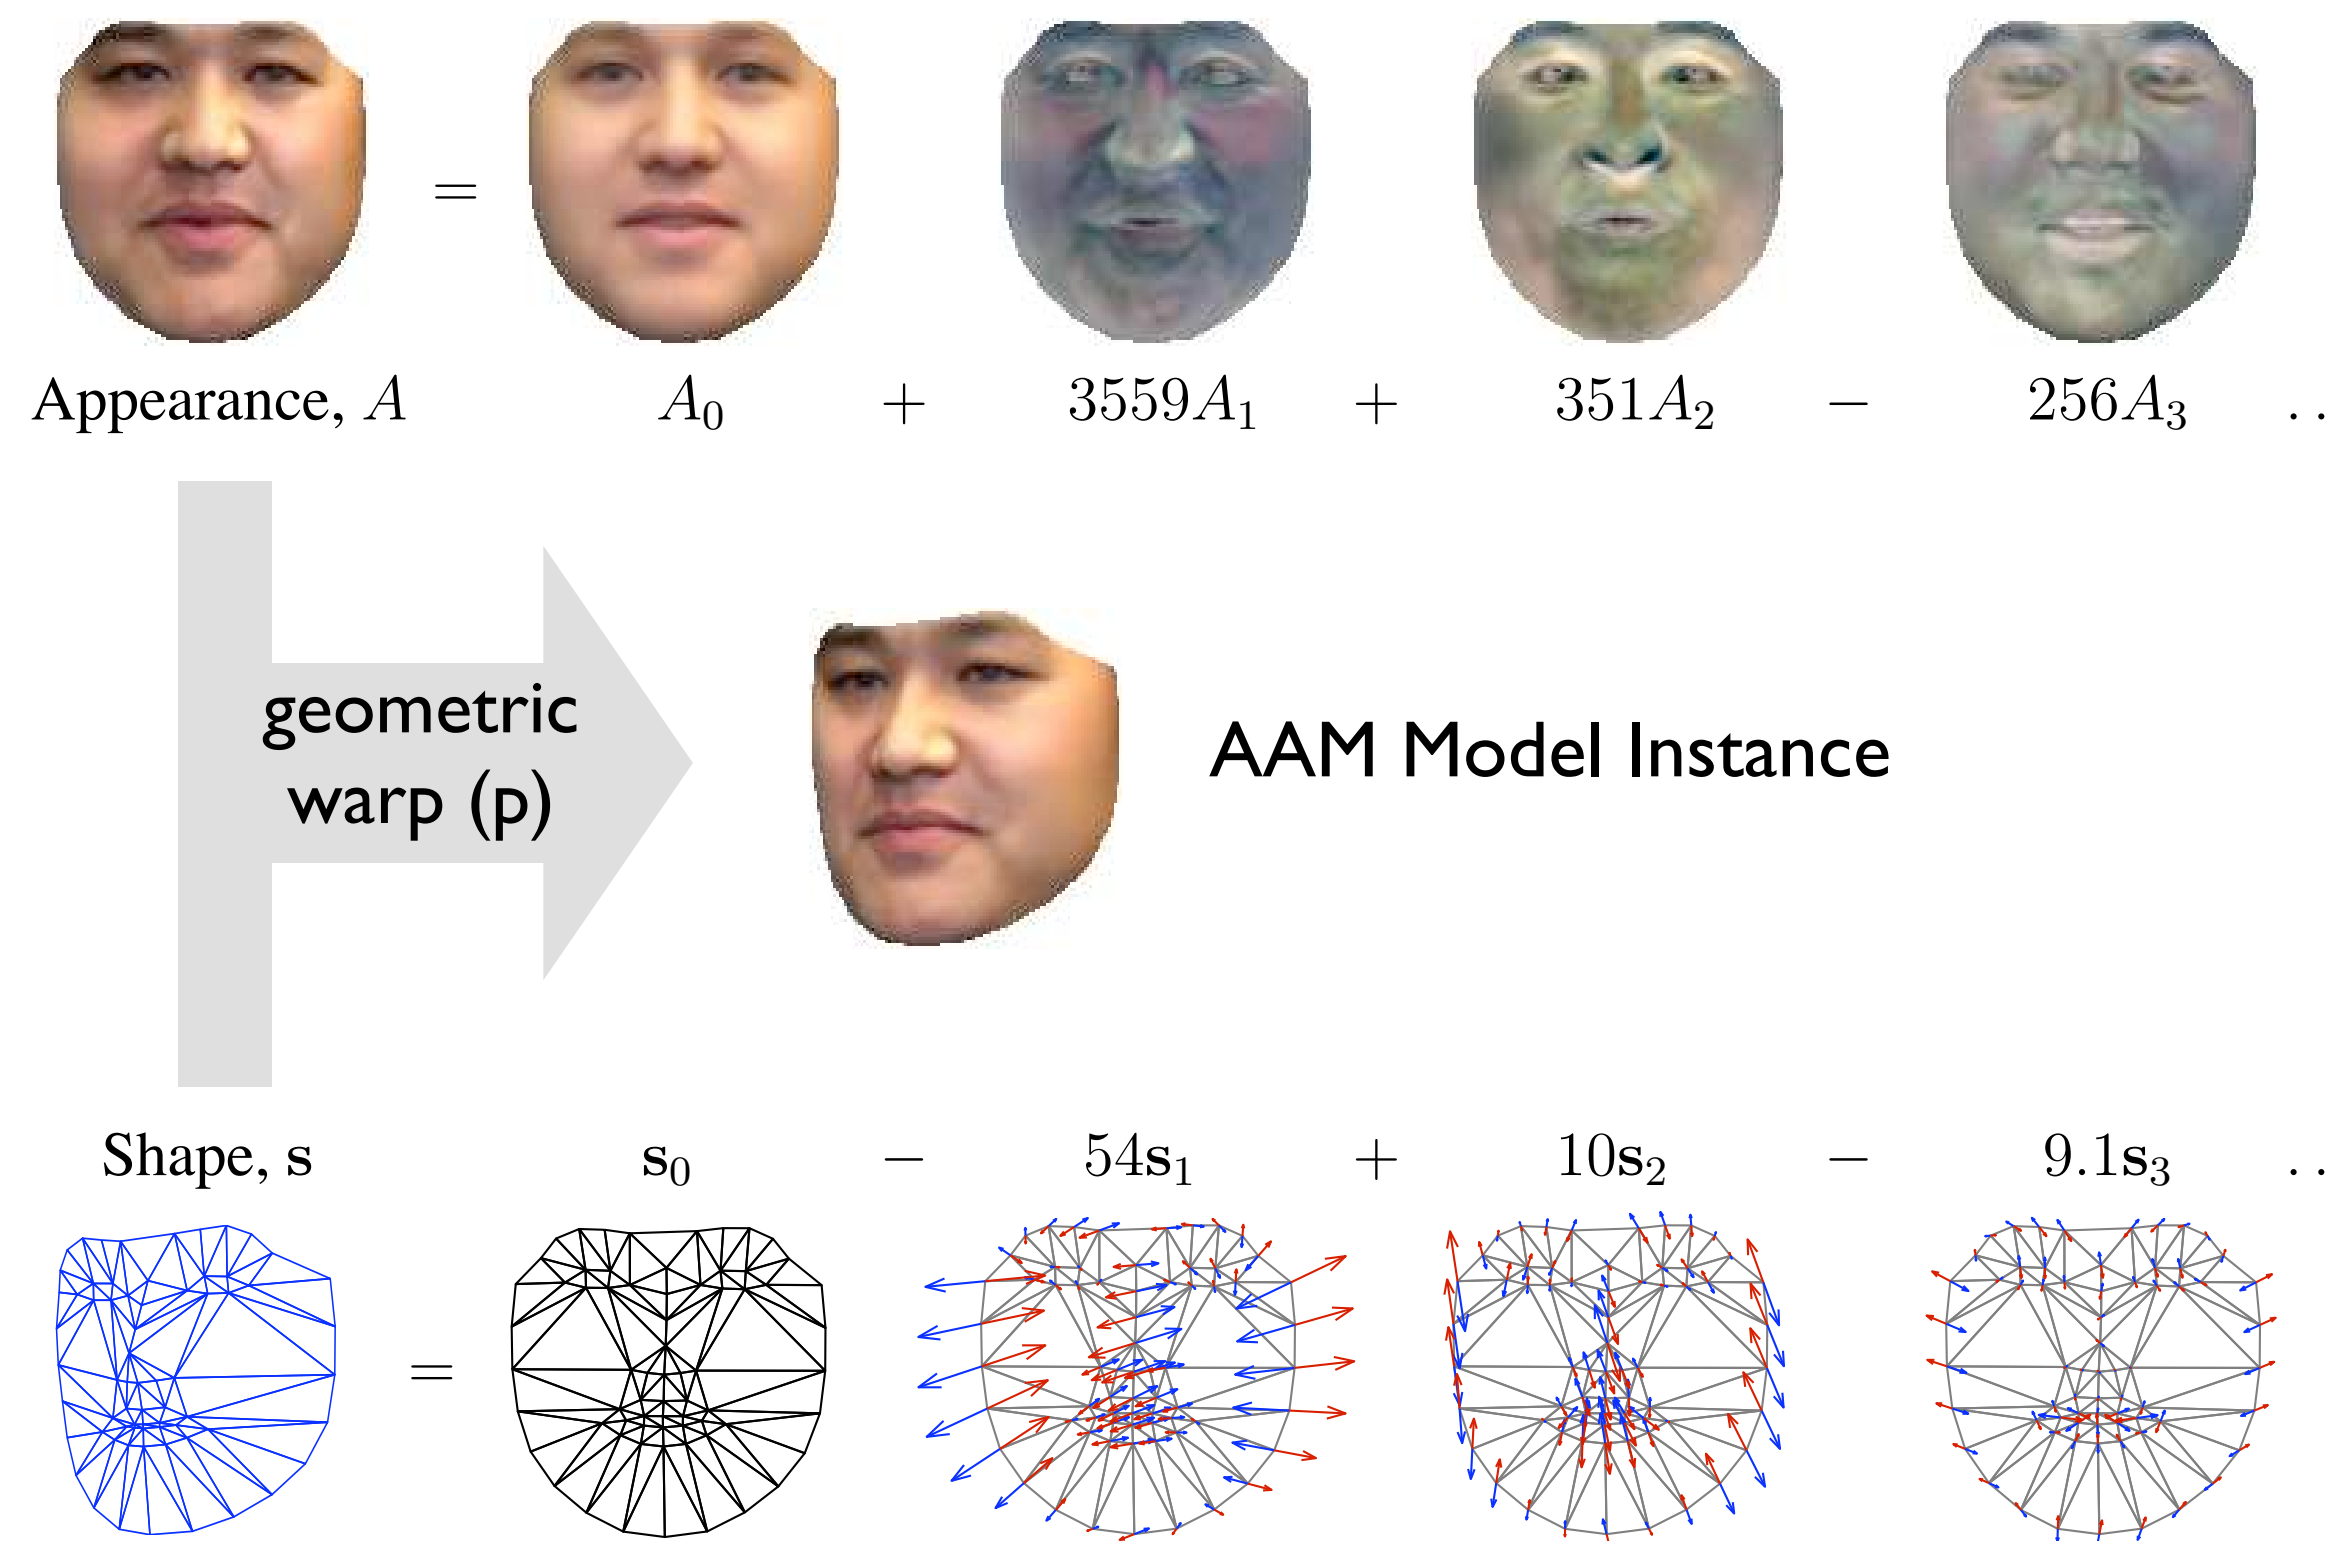 =
Appearance, A A₀ + 3559A₁ + 351A₂ − 256A₃ . .
geometric
warp (p)
AAM Model Instance
Shape, s s₀ − 54s₁ + 10s₂ − 9.1s₃ . .
=